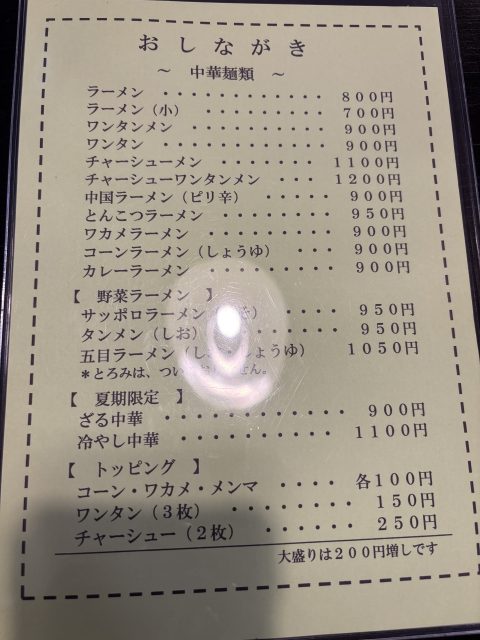 おしながき
～ 中華麺類 ～
ラーメン ・・・・・・・・・・・・ ８００円
ラーメン（小） ・・・・・・・・・ ７００円
ワンタンメン ・・・・・・・・・・ ９００円
ワンタン ・・・・・・・・・・・・ ９００円
チャーシューメン ・・・・・・・ １１００円
チャーシューワンタンメン ・・・ １２００円
中国ラーメン（ピリ辛） ・・・・・ ９００円
とんこつラーメン ・・・・・・・・ ９５０円
ワカメラーメン ・・・・・・・・・ ９００円
コーンラーメン（しょうゆ） ・・・ ９００円
カレーラーメン ・・・・・・・・・ ９００円
【 野菜ラーメン 】
サッポロラーメン ・・・・ ９５０円
タンメン（しお） ・・・・・ ９５０円
五目ラーメン（し ・しょうゆ） １０５０円
＊とろみは、つい せん。
【 夏期限定 】
ざる中華 ・・・・・・・・・・・・ ９００円
冷やし中華 ・・・・・・・・・・ １１００円
【 トッピング 】
コーン・ワカメ・メンマ ・・・・ 各１００円
ワンタン（３枚） ・・・・・・・・ １５０円
チャーシュー（２枚） ・・・・・・ ２５０円
大盛りは２００円増しです